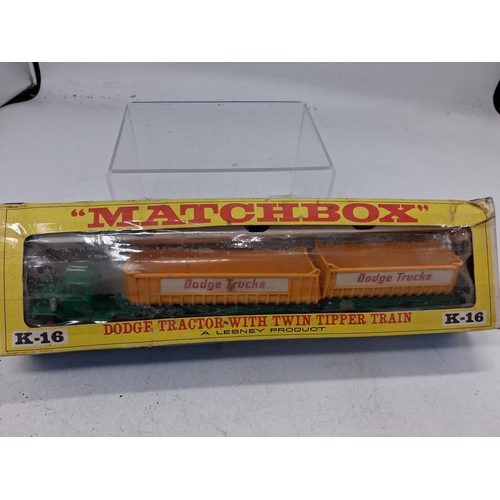 "MATCHBOX"
Dodge Trucks
Dodge Trucks
DODGE TRACTOR WITH TWIN TIPPER TRAIN
A LESNEY PRODUCT
K-16
K-16